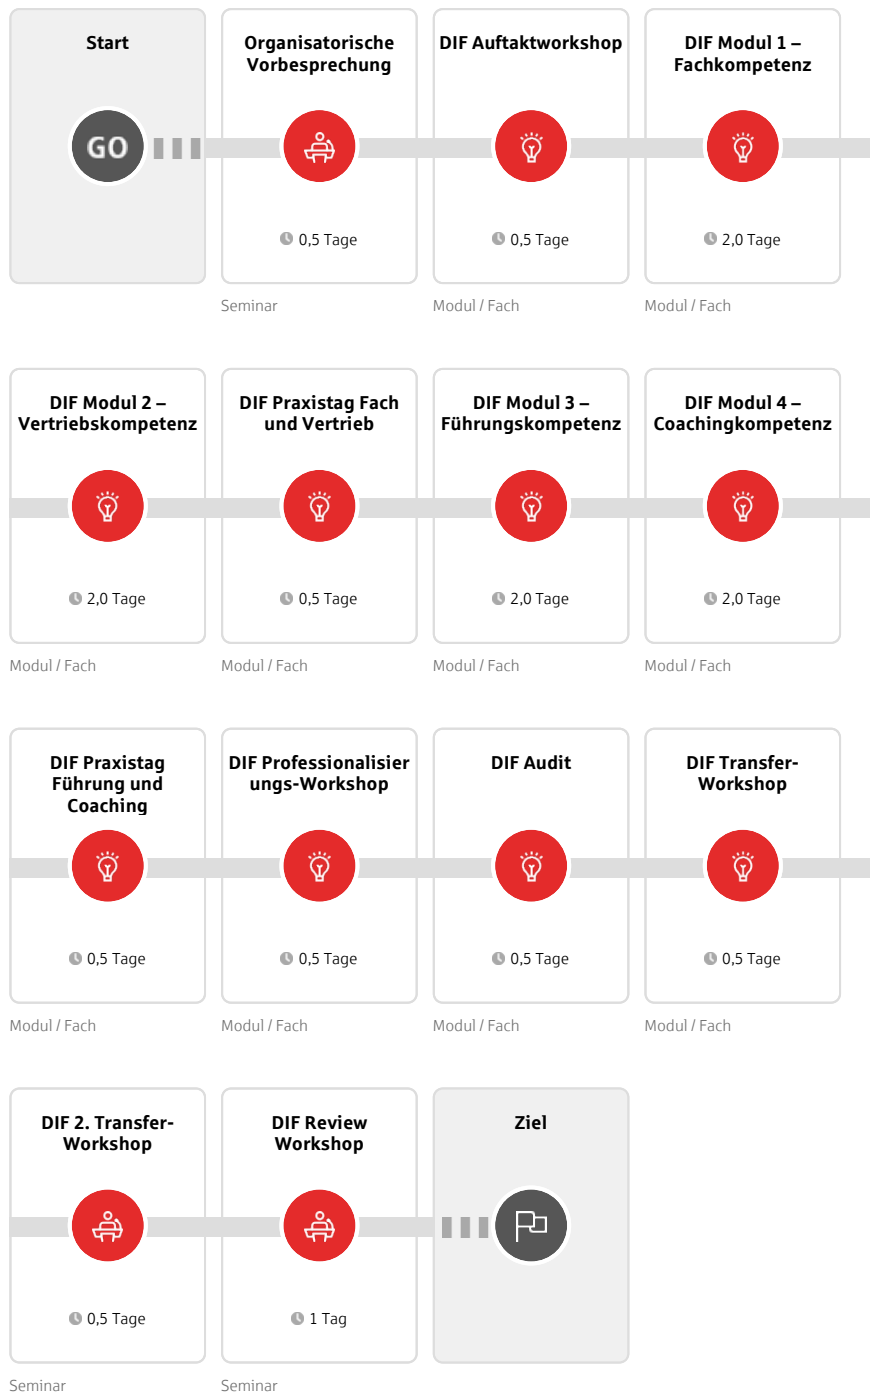 Start
Organisatorische
Vorbesprechung
DIF Auftaktworkshop
DIF Modul 1 –
Fachkompetenz
GO
0,5 Tage
0,5 Tage
2,0 Tage
Seminar
Modul / Fach
Modul / Fach
DIF Modul 2 –
Vertriebskompetenz
DIF Praxistag Fach
und Vertrieb
DIF Modul 3 –
Führungskompetenz
DIF Modul 4 –
Coachingkompetenz
2,0 Tage
0,5 Tage
2,0 Tage
2,0 Tage
Modul / Fach
Modul / Fach
Modul / Fach
Modul / Fach
DIF Praxistag
Führung und
Coaching
DIF Professionalisier
ungs-Workshop
DIF Audit
DIF Transfer-
Workshop
0,5 Tage
0,5 Tage
0,5 Tage
0,5 Tage
Modul / Fach
Modul / Fach
Modul / Fach
Modul / Fach
DIF 2. Transfer-
Workshop
DIF Review
Workshop
Ziel
0,5 Tage
1 Tag
Seminar
Seminar